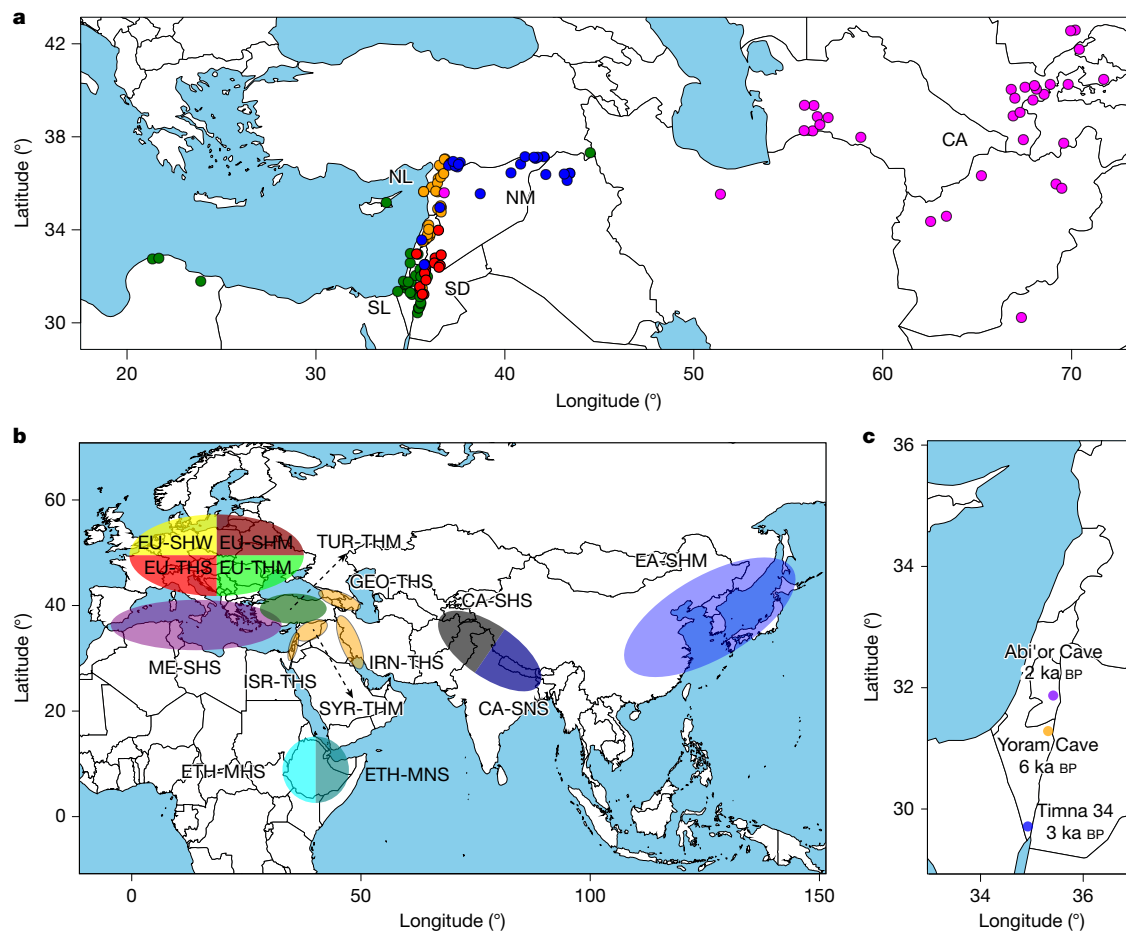 a
42
38
34
30
Latitude (°)
NL
NM
SL
SD
CA
20
30
40
50
60
70
Longitude (°)
b
60
40
20
0
Latitude (°)
EU-SHW
EU-SHM
EU-THS
EU-THM
TUR-THM
GEO-THS
CA-SHS
EA-SHM
ME-SHS
ISR-THS
IRN-THS
SYR-THM
CA-SNS
ETH-MHS
ETH-MNS
0
50
100
150
Longitude (°)
c
36
34
32
30
Latitude (°)
Abi'or Cave
2 ka BP
Yoram Cave
6 ka BP
Timna 34
3 ka BP
34
36
Longitude (°)